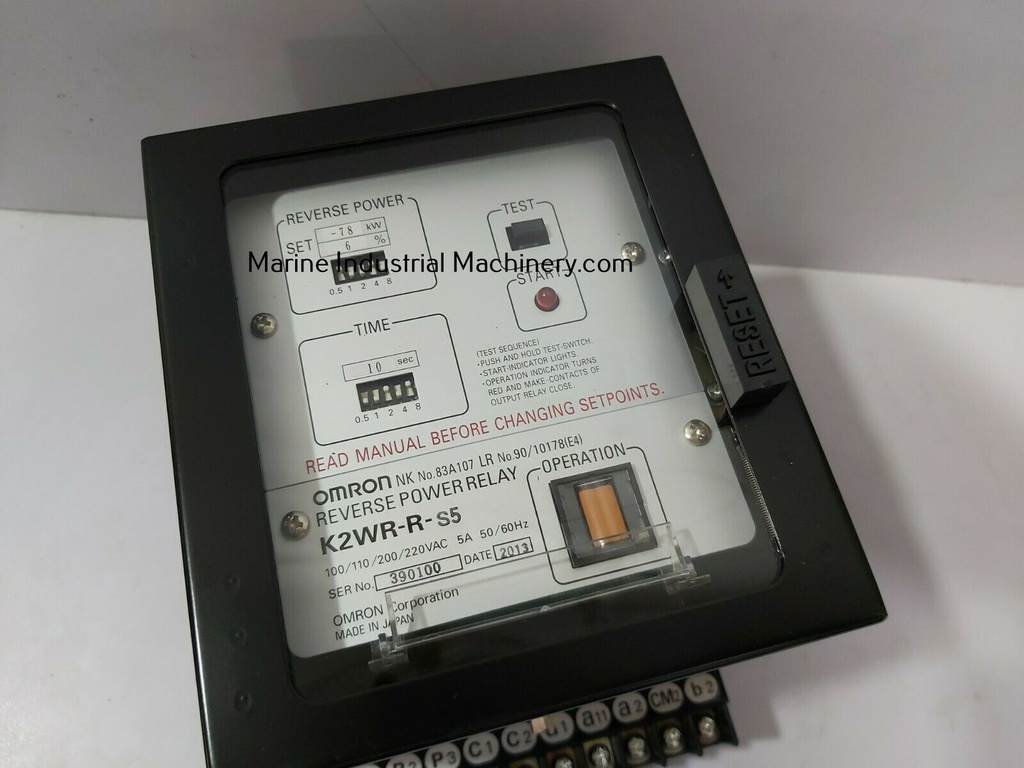 REVERSE POWER
SET -78 kW
6 %
0.5 1 2 4 8
TEST
START
Marine Industrial Machinery.com
RESET
TIME
10 sec
0.5 1 2 4 8
(TEST SEQUENCE)
·PUSH AND HOLD TEST-SWITCH.
·START-INDICATOR LIGHTS.
·OPERATION INDICATOR TURNS
RED AND MAKE-CONTACTS OF
OUTPUT RELAY CLOSE.
READ MANUAL BEFORE CHANGING SETPOINTS.
OMRON NK No.83A107 LR No.90/10178(E4)
REVERSE POWER RELAY
K2WR-R-S5
OPERATION
100/110/200/220VAC 5A 50/60Hz
SER No. 390100 DATE 2013
OMRON Corporation
MADE IN JAPAN
P3 C1 C2 a11 a2 CM2 b2